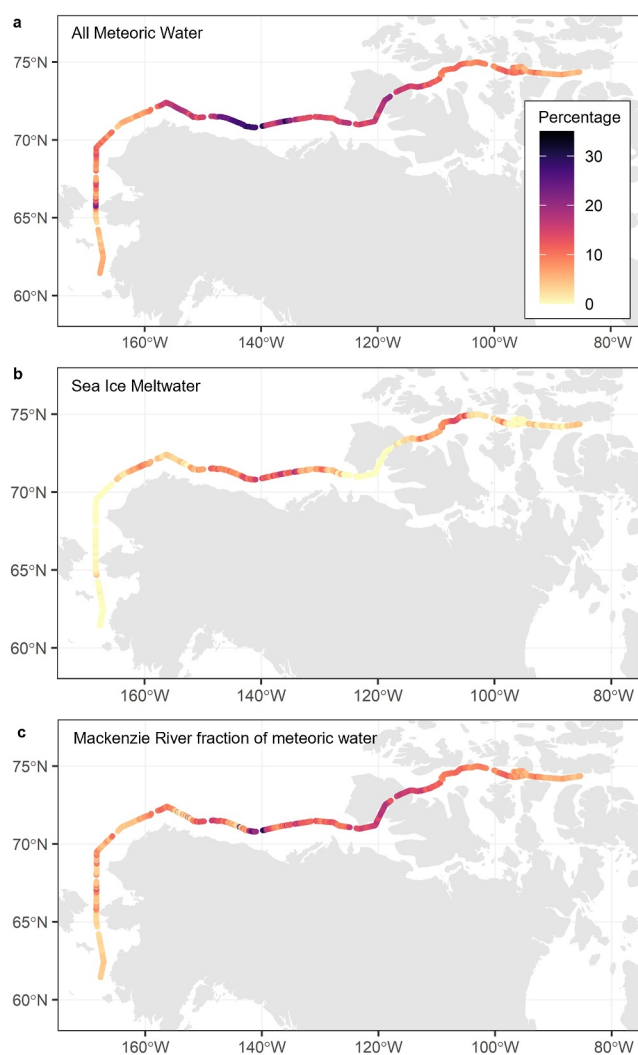 a
All Meteoric Water
75°N
70°N
65°N
60°N
Percentage
30
20
10
0
160°W 140°W 120°W 100°W 80°W
b
Sea Ice Meltwater
75°N
70°N
65°N
60°N
160°W 140°W 120°W 100°W 80°W
c
Mackenzie River fraction of meteoric water
75°N
70°N
65°N
60°N
160°W 140°W 120°W 100°W 80°W